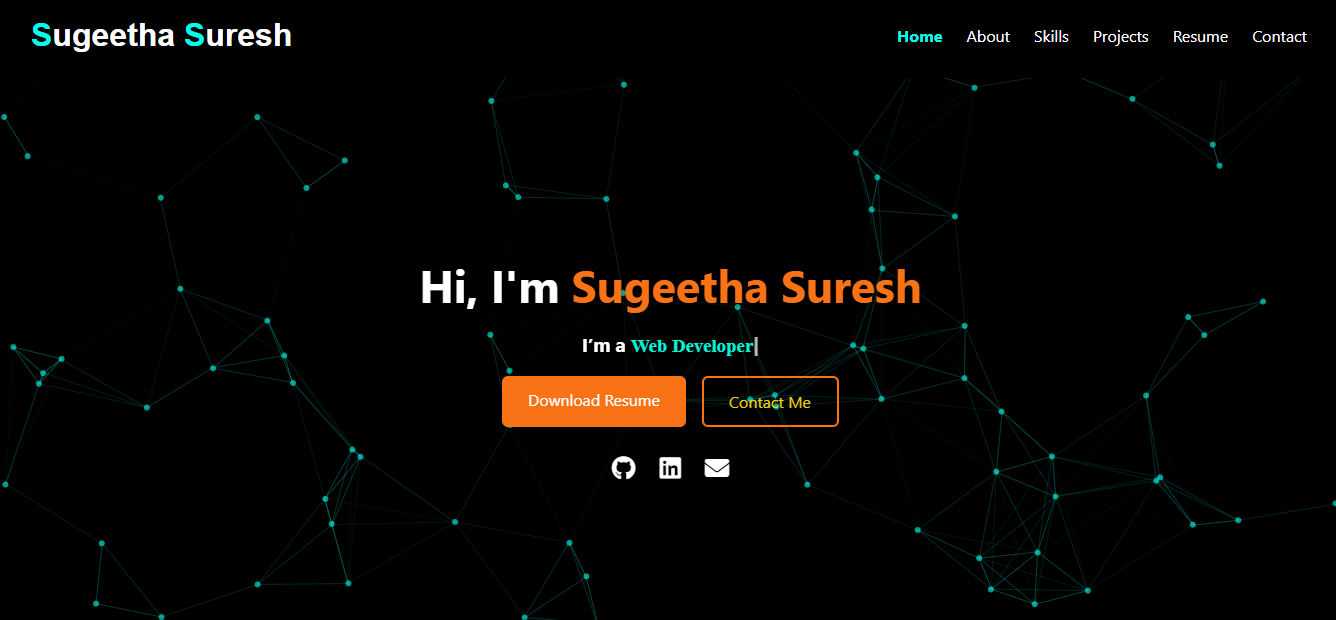 Sugeetha Suresh
Home About Skills Projects Resume Contact
Hi, I'm Sugeetha Suresh
I’m a Web Developer|
Download Resume
Contact Me